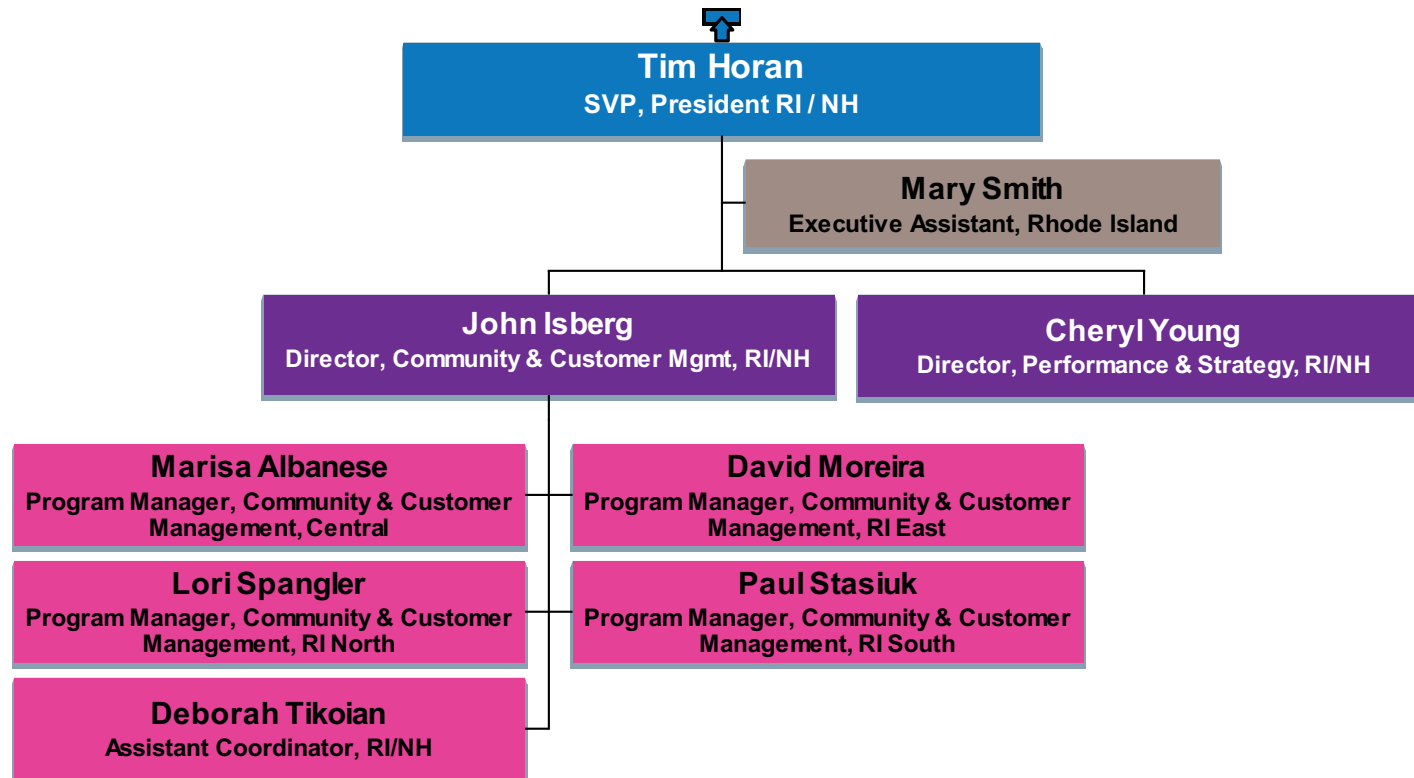 Tim Horan
SVP, President RI / NH
Mary Smith
Executive Assistant, Rhode Island
John Isberg
Director, Community & Customer Mgmt, RI/NH
Cheryl Young
Director, Performance & Strategy, RI/NH
Marisa Albanese
Program Manager, Community & Customer
Management, Central
David Moreira
Program Manager, Community & Customer
Management, RI East
Lori Spangler
Program Manager, Community & Customer
Management, RI North
Paul Stasiuk
Program Manager, Community & Customer
Management, RI South
Deborah Tikoian
Assistant Coordinator, RI/NH